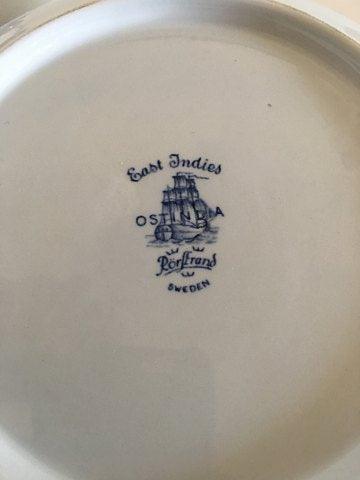 East Indies
OSTINDIA
Rörstrand
SWEDEN